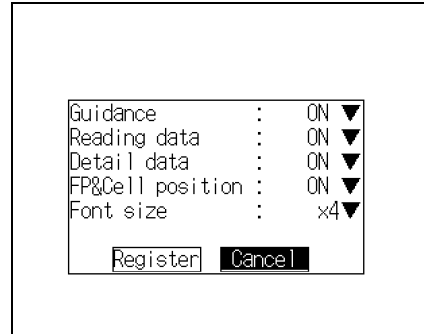 Guidance : ON ▼
Reading data : ON ▼
Detail data : ON ▼
FP&Cell position : ON ▼
Font size : x4▼
Register Cancel